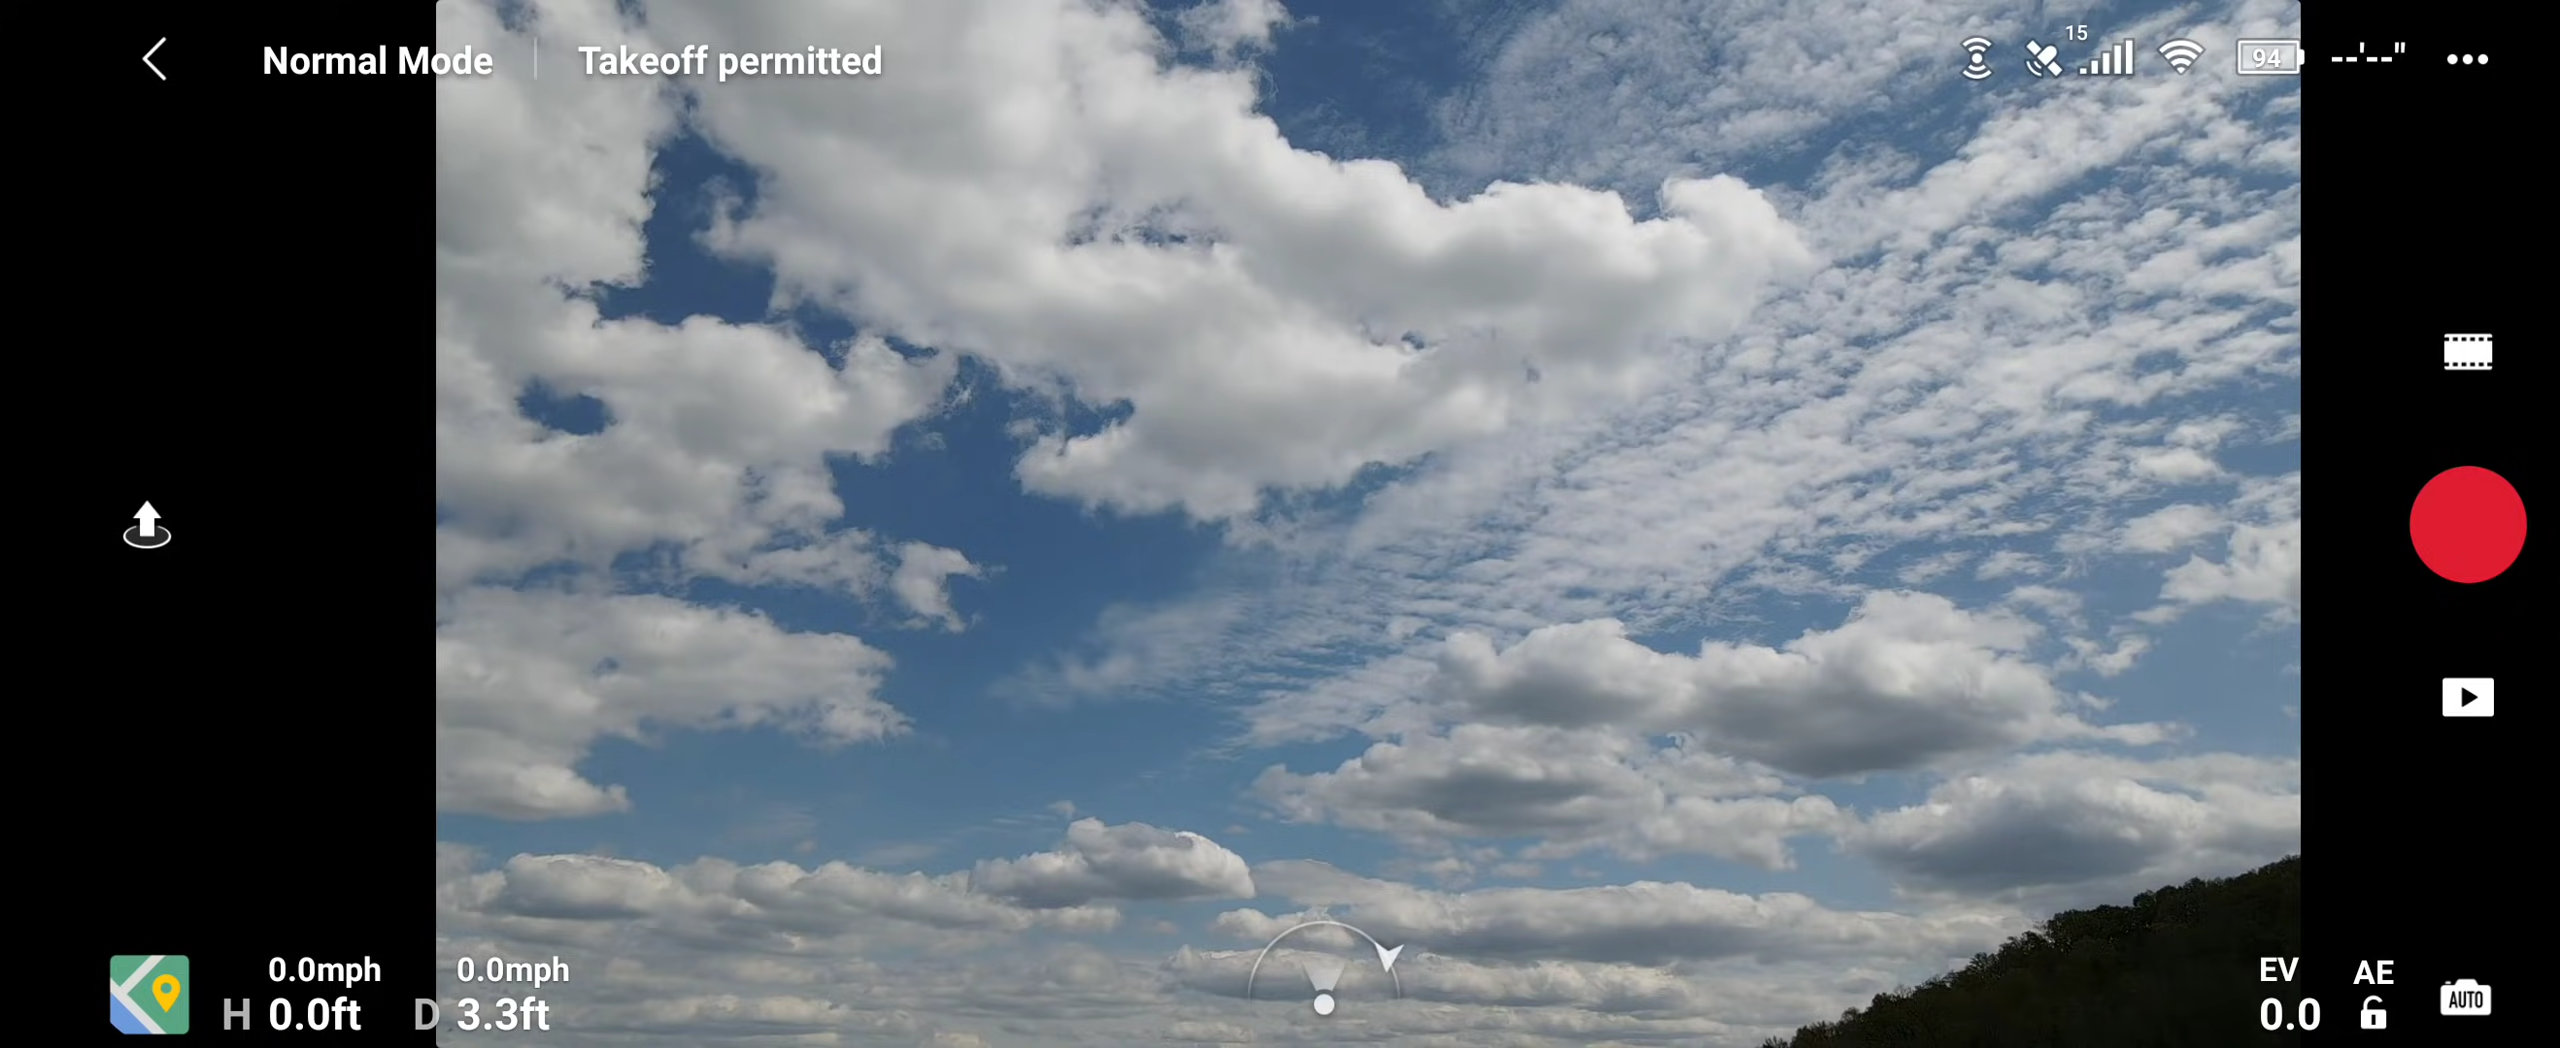 Normal Mode
Takeoff permitted
15
94
--'--"
0.0mph
0.0mph
H 0.0ft
D 3.3ft
EV
0.0
AE
AUTO